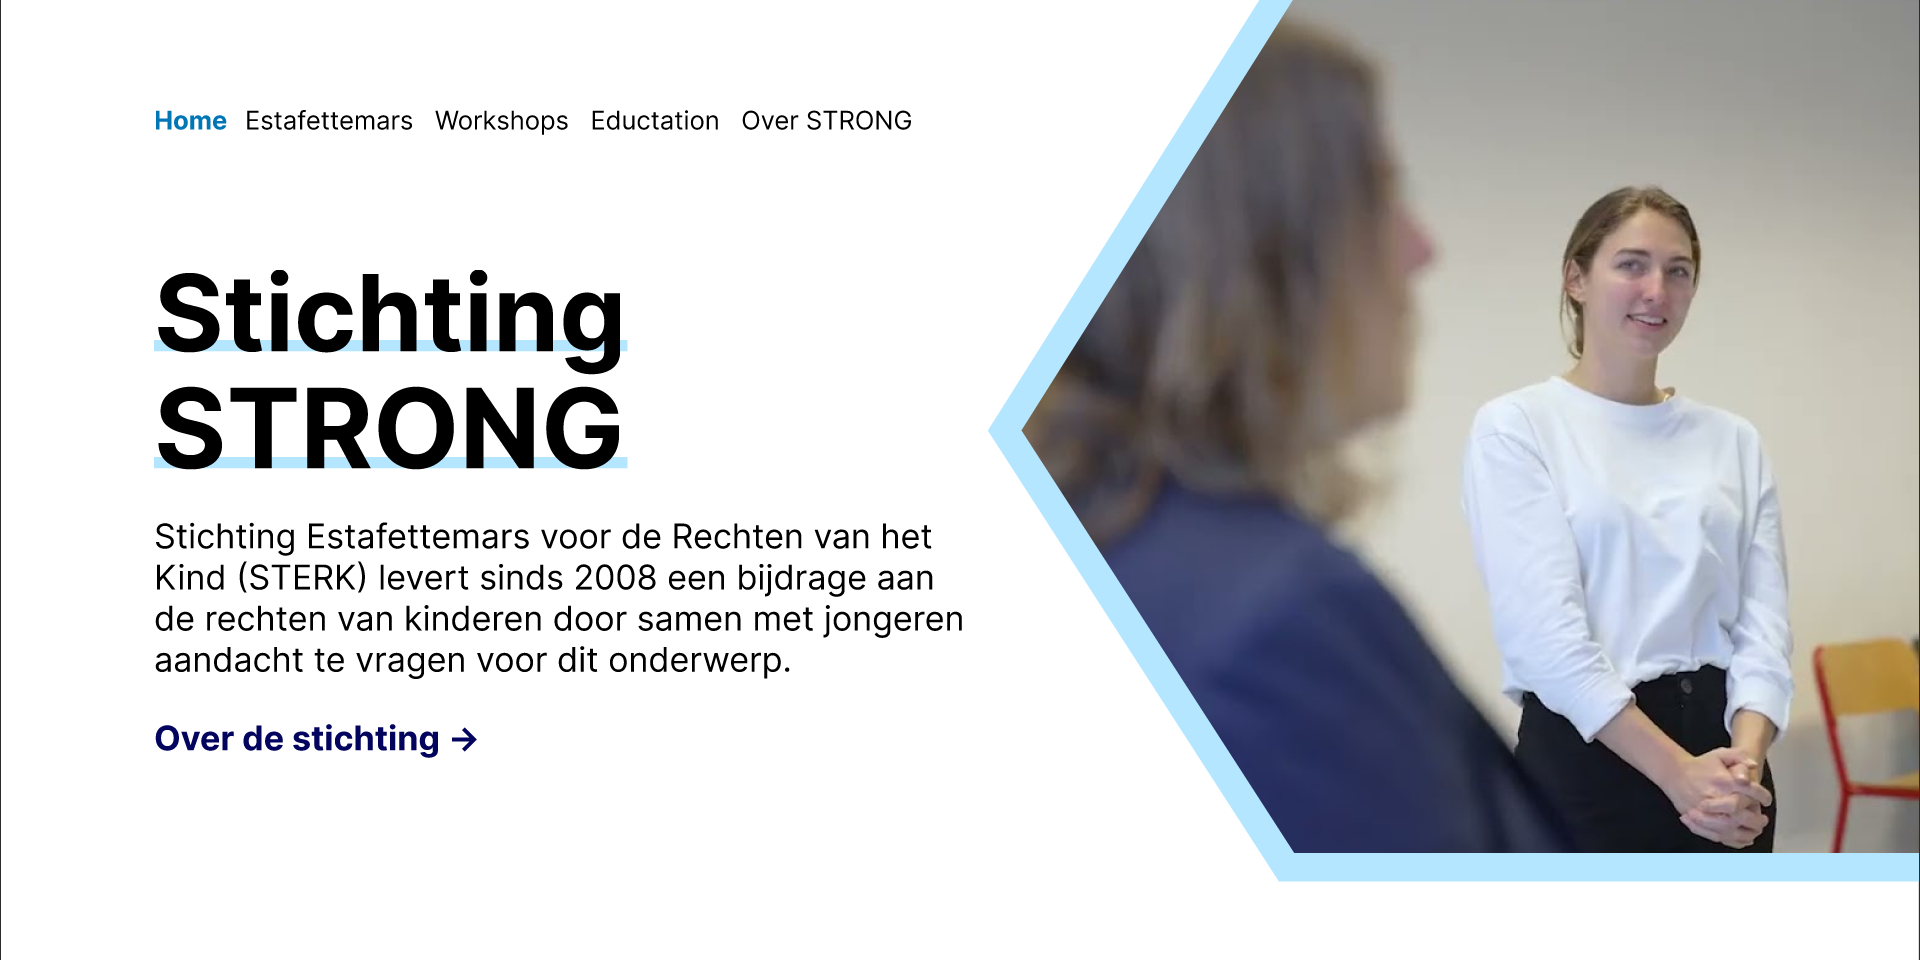 Home Estafettemars Workshops Eductation Over STRONG
Stichting
STRONG
Stichting Estafettemars voor de Rechten van het
Kind (STERK) levert sinds 2008 een bijdrage aan
de rechten van kinderen door samen met jongeren
aandacht te vragen voor dit onderwerp.
Over de stichting →